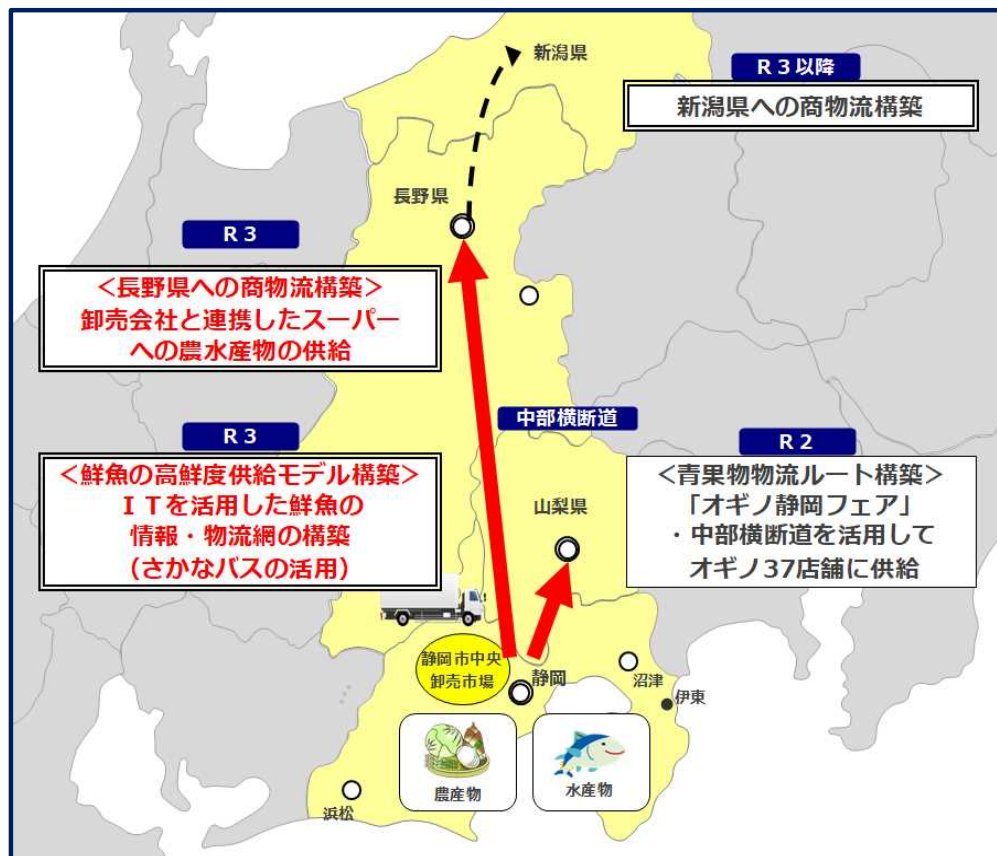 新潟県
R3以降
新潟県への商物流構築
長野県
R3
＜長野県への商物流構築＞
卸売会社と連携したスーパー
への農水産物の供給
中部横断道
R3
＜鮮魚の高鮮度供給モデル構築＞
ITを活用した鮮魚の
情報・物流網の構築
(さかなバスの活用)
R2
＜青果物物流ルート構築＞
「オギノ静岡フェア」
・中部横断道を活用して
オギノ37店舗に供給
山梨県
静岡市中央
卸売市場
静岡
沼津
伊東
農産物
水産物
浜松